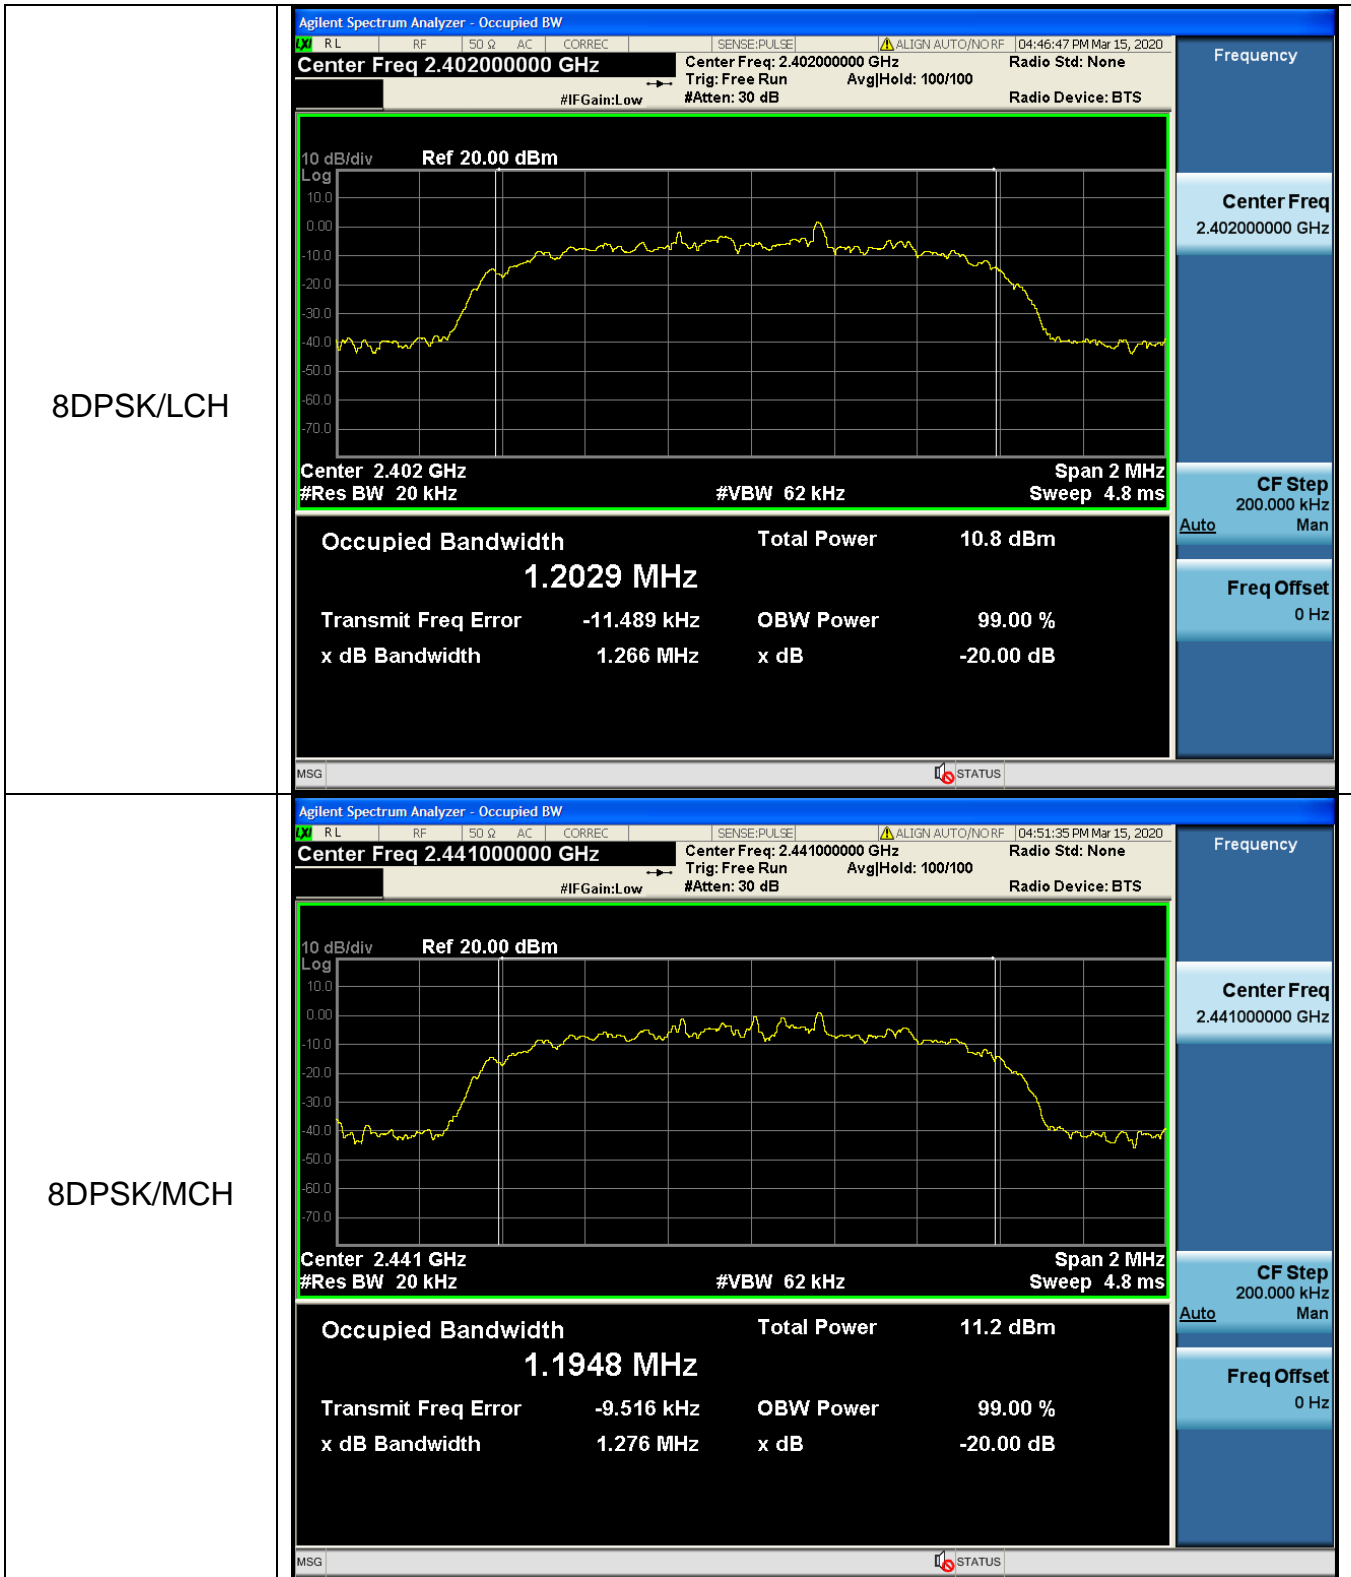 8DPSK/LCH
Agilent Spectrum Analyzer - Occupied BW
LXI RL RF 50 Ω AC CORREC SENSE:PULSE ALIGN AUTO/NO RF 04:46:47 PM Mar 15, 2020
Center Freq 2.402000000 GHz
Center Freq: 2.402000000 GHz
Radio Std: None
Trig: Free Run Avg|Hold: 100/100
#IFGain:Low #Atten: 30 dB Radio Device: BTS
10 dB/div Ref 20.00 dBm
Log
10.0
0.00
-10.0
-20.0
-30.0
-40.0
-50.0
-60.0
-70.0
Center 2.402 GHz Span 2 MHz
#Res BW 20 kHz #VBW 62 kHz Sweep 4.8 ms
Occupied Bandwidth Total Power 10.8 dBm
1.2029 MHz
Transmit Freq Error -11.489 kHz OBW Power 99.00 %
x dB Bandwidth 1.266 MHz x dB -20.00 dB
MSG STATUS
Frequency
Center Freq
2.402000000 GHz
CF Step
200.000 kHz
Auto Man
Freq Offset
0 Hz
8DPSK/MCH
Agilent Spectrum Analyzer - Occupied BW
LXI RL RF 50 Ω AC CORREC SENSE:PULSE ALIGN AUTO/NO RF 04:51:35 PM Mar 15, 2020
Center Freq 2.441000000 GHz
Center Freq: 2.441000000 GHz
Radio Std: None
Trig: Free Run Avg|Hold: 100/100
#IFGain:Low #Atten: 30 dB Radio Device: BTS
10 dB/div Ref 20.00 dBm
Log
10.0
0.00
-10.0
-20.0
-30.0
-40.0
-50.0
-60.0
-70.0
Center 2.441 GHz Span 2 MHz
#Res BW 20 kHz #VBW 62 kHz Sweep 4.8 ms
Occupied Bandwidth Total Power 11.2 dBm
1.1948 MHz
Transmit Freq Error -9.516 kHz OBW Power 99.00 %
x dB Bandwidth 1.276 MHz x dB -20.00 dB
MSG STATUS
Frequency
Center Freq
2.441000000 GHz
CF Step
200.000 kHz
Auto Man
Freq Offset
0 Hz